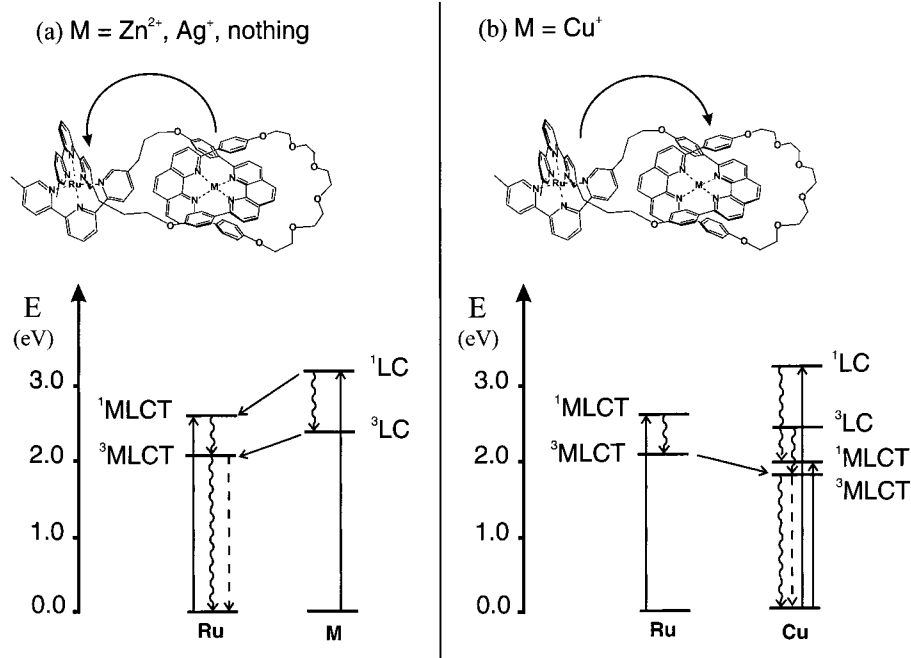 (a) M = Zn²⁺, Ag⁺, nothing
O
O
O
N
N
N
N
N
Ru
N
N
M
N
N
O
O
O
O
E
(eV)
3.0
2.0
1.0
0.0
¹MLCT
³MLCT
¹LC
³LC
Ru
M
(b) M = Cu⁺
O
O
O
N
N
N
N
N
Ru
N
N
M
N
N
O
O
O
O
E
(eV)
3.0
2.0
1.0
0.0
¹MLCT
³MLCT
¹LC
³LC
¹MLCT
³MLCT
Ru
Cu